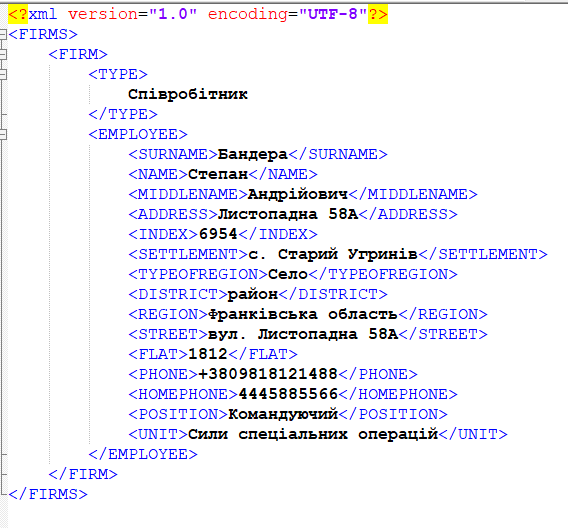 <?xml version="1.0" encoding="UTF-8"?>
<FIRMS>
<FIRM>
<TYPE>
Співробітник
</TYPE>
<EMPLOYEE>
<SURNAME>Бандера</SURNAME>
<NAME>Степан</NAME>
<MIDDLENAME>Андрійович</MIDDLENAME>
<ADDRESS>Листопадна 58А</ADDRESS>
<INDEX>6954</INDEX>
<SETTLEMENT>с. Старий Угринів</SETTLEMENT>
<TYPEOFREGION>Село</TYPEOFREGION>
<DISTRICT>район</DISTRICT>
<REGION>Франківська область</REGION>
<STREET>вул. Листопадна 58А</STREET>
<FLAT>1812</FLAT>
<PHONE>+3809818121488</PHONE>
<HOMEPHONE>4445885566</HOMEPHONE>
<POSITION>Командуючий</POSITION>
<UNIT>Сили спеціальних операцій</UNIT>
</EMPLOYEE>
</FIRM>
</FIRMS>